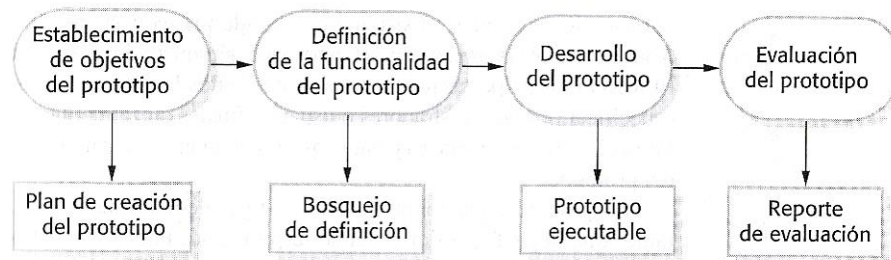 Establecimiento
de objetivos
del prototipo
Definición
de la funcionalidad
del prototipo
Desarrollo
del prototipo
Evaluación
del prototipo
Plan de creación
del prototipo
Bosquejo
de definición
Prototipo
ejecutable
Reporte
de evaluación